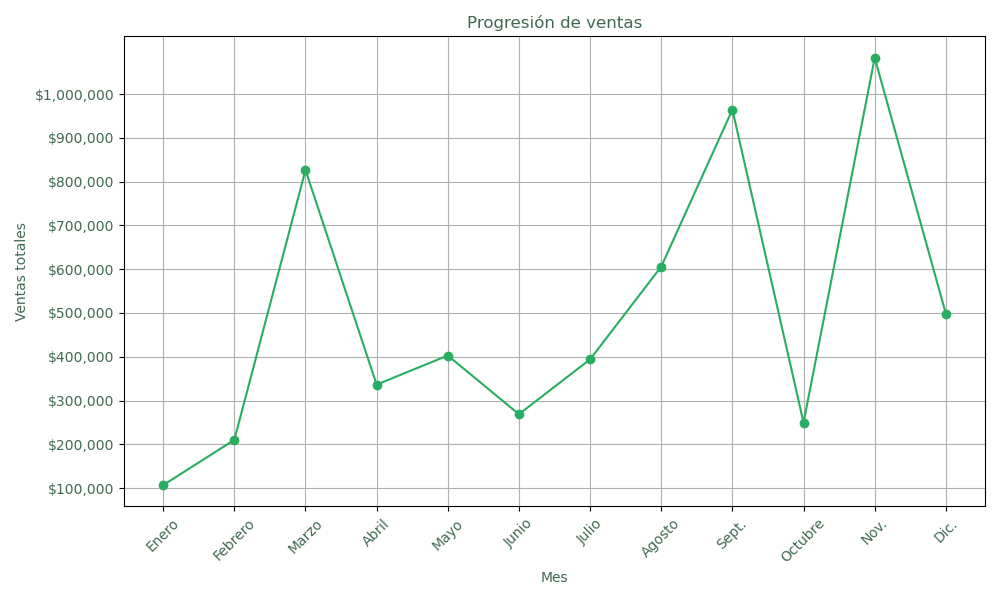 Progresión de ventas
Ventas totales
$1,000,000
$900,000
$800,000
$700,000
$600,000
$500,000
$400,000
$300,000
$200,000
$100,000
Enero
Febrero
Marzo
Abril
Mayo
Junio
Julio
Agosto
Sept.
Octubre
Nov.
Dic.
Mes